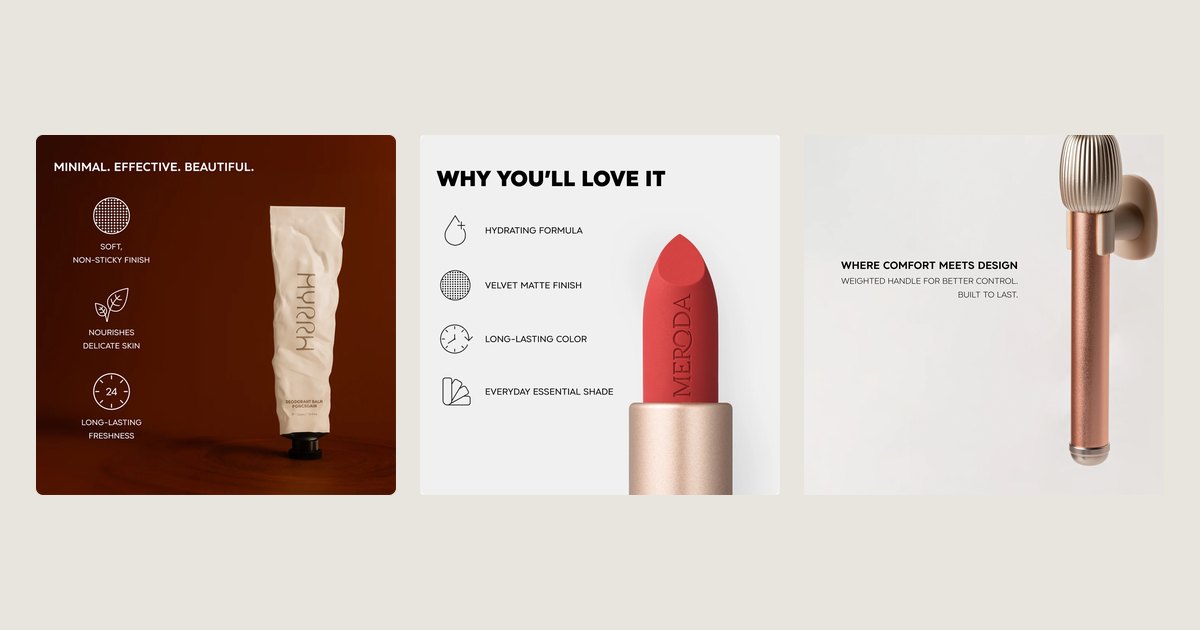 MINIMAL. EFFECTIVE. BEAUTIFUL.
SOFT,
NON-STICKY FINISH
NOURISHES
DELICATE SKIN
24
LONG-LASTING
FRESHNESS
MYRRH
DEODORANT BALM
WHY YOU'LL LOVE IT
HYDRATING FORMULA
VELVET MATTE FINISH
LONG-LASTING COLOR
EVERYDAY ESSENTIAL SHADE
MERODA
WHERE COMFORT MEETS DESIGN
WEIGHTED HANDLE FOR BETTER CONTROL.
BUILT TO LAST.